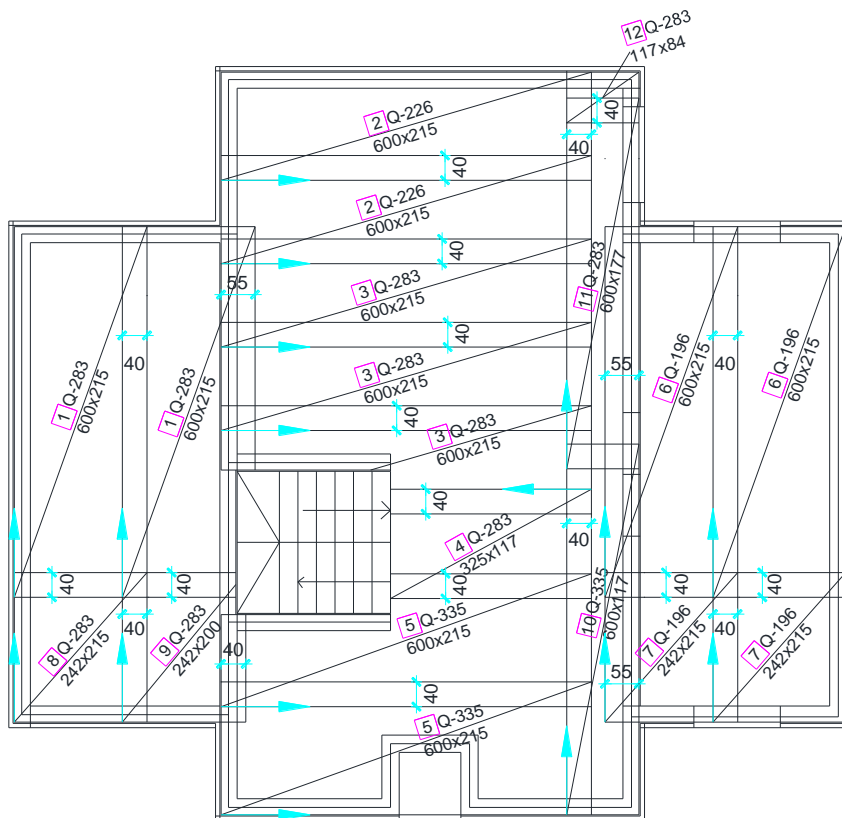 12 Q-283
117x84
40
40
2 Q-226
600x215
40
2 Q-226
600x215
40
55
3 Q-283
600x215
11 Q-283
600x177
40
40
40
3 Q-283
600x215
55
1 Q-283
600x215
1 Q-283
600x215
6 Q-196
600x215
6 Q-196
600x215
40
3 Q-283
600x215
40
4 Q-283
325x117
40
40
40
40
40
40
10 Q-335
600x117
5 Q-335
600x215
40
40
40
8 Q-283
242x215
9 Q-283
242x200
7 Q-196
242x215
7 Q-196
242x215
55
40
5 Q-335
600x215